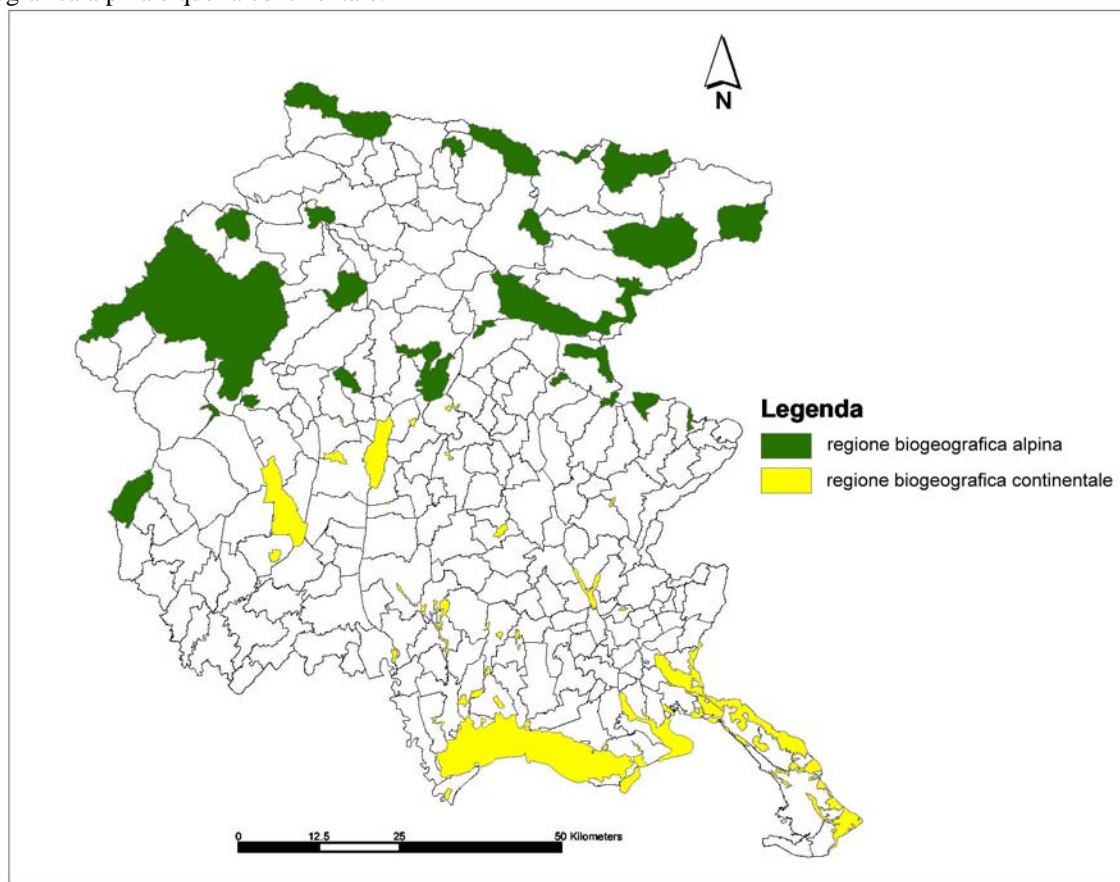 N
Legenda
regione biogeografica alpina
regione biogeografica continentale
0 12.5 25 50 Kilometers